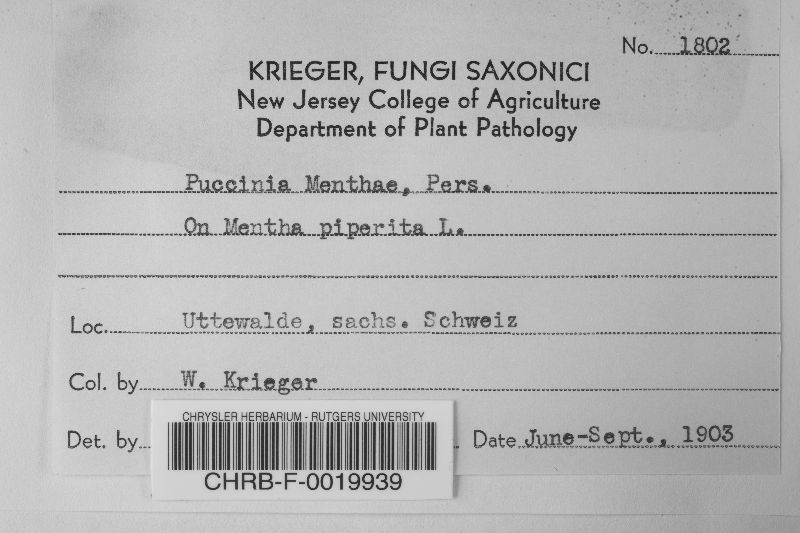 No. 1802
KRIEGER, FUNGI SAXONICI
New Jersey College of Agriculture
Department of Plant Pathology
Puccinia Menthae, Pers.
On Mentha piperita L.
Loc. Uttewalde, sachs. Schweiz
Col. by W. Krieger
Det. by Date June-Sept., 1903
CHRYSLER HERBARIUM - RUTGERS UNIVERSITY
CHRB-F-0019939